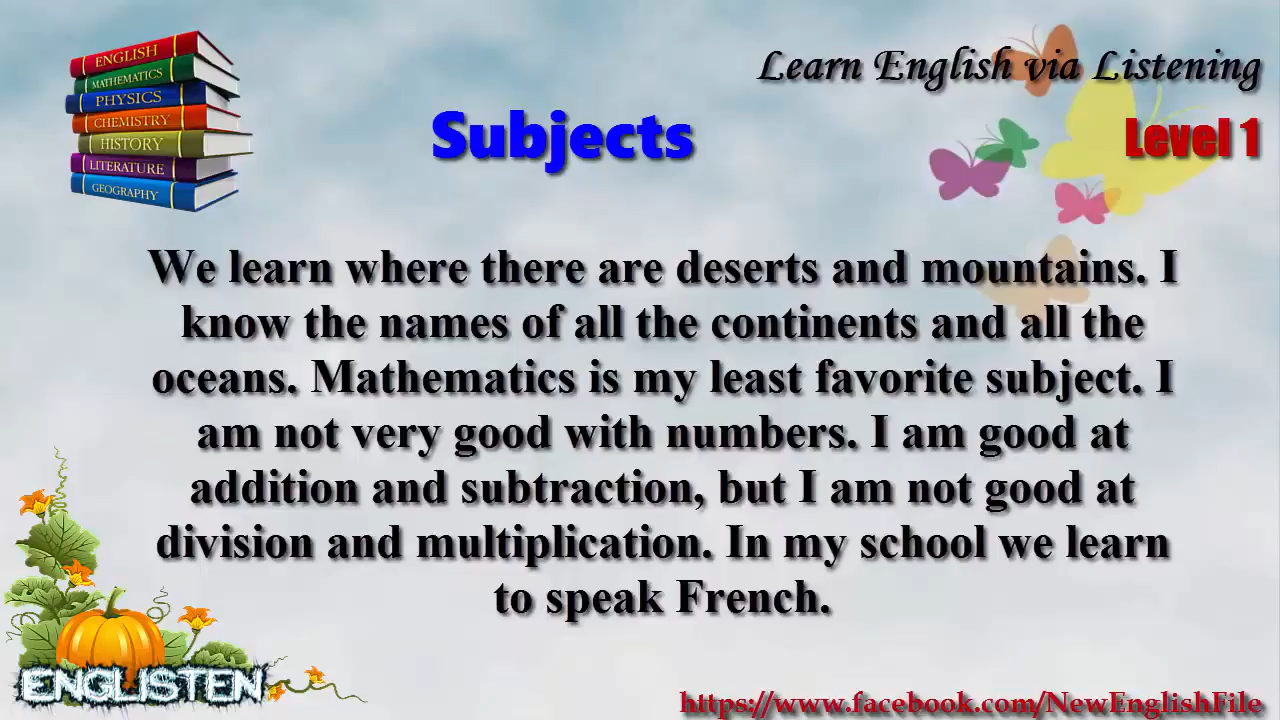 ENGLISH
MATHEMATICS
PHYSICS
CHEMISTRY
HISTORY
LITERATURE
GEOGRAPHY
Learn English via Listening
Subjects
Level 1
We learn where there are deserts and mountains. I
know the names of all the continents and all the
oceans. Mathematics is my least favorite subject. I
am not very good with numbers. I am good at
addition and subtraction, but I am not good at
division and multiplication. In my school we learn
to speak French.
ENGLISTEN
https://www.facebook.com/NewEnglishFile